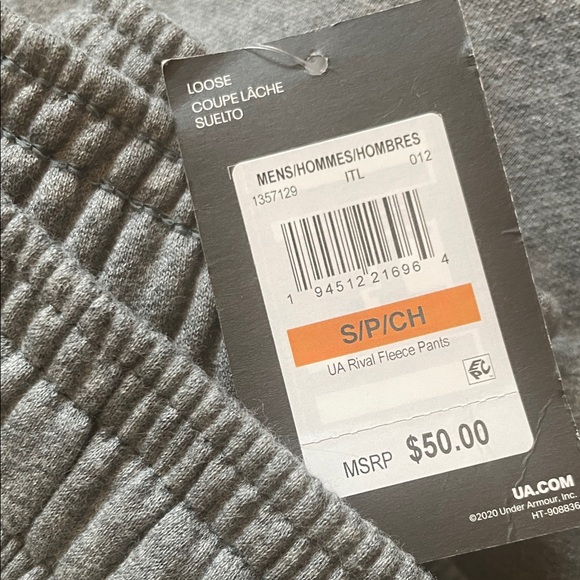 LOOSE
COUPE LÂCHE
SUELTO
MENS/HOMMES/HOMBRES
1357129 ITL 012
1 94512 21696 4
S/P/CH
UA Rival Fleece Pants
EPC
MSRP $50.00
UA.COM
©2020 Under Armour, Inc.
HT-908836